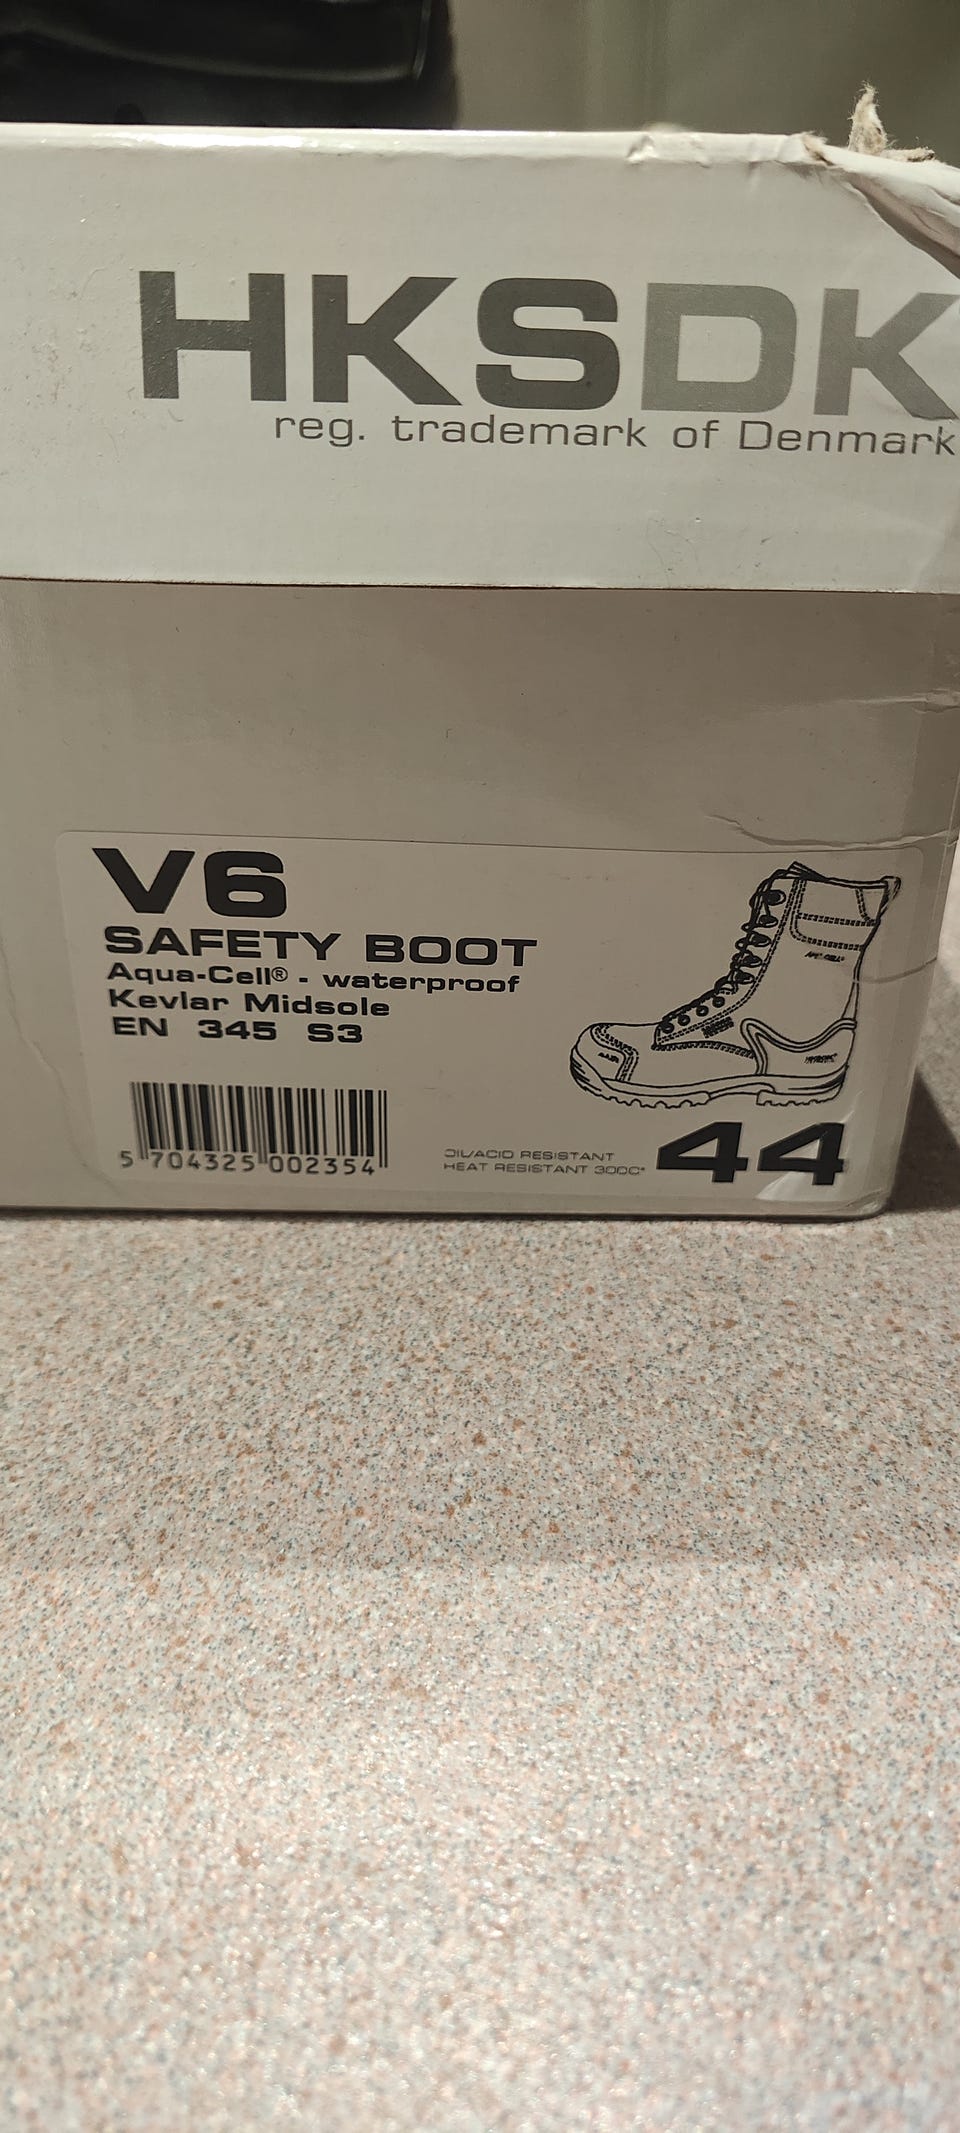 HKSDK
reg. trademark of Denmark
V6
SAFETY BOOT
Aqua-Cell® - waterproof
Kevlar Midsole
EN 345 S3
5 704325 002354
OIL/ACID RESISTANT
HEAT RESISTANT 300C°
44